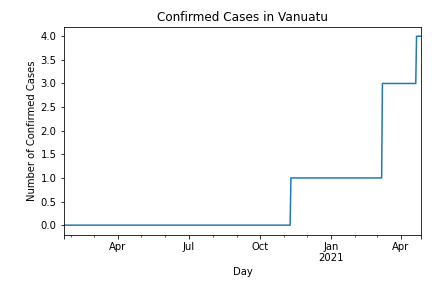 Confirmed Cases in Vanuatu
Number of Confirmed Cases
4.0
3.5
3.0
2.5
2.0
1.5
1.0
0.5
0.0
Apr Jul Oct Jan Apr
2021
Day